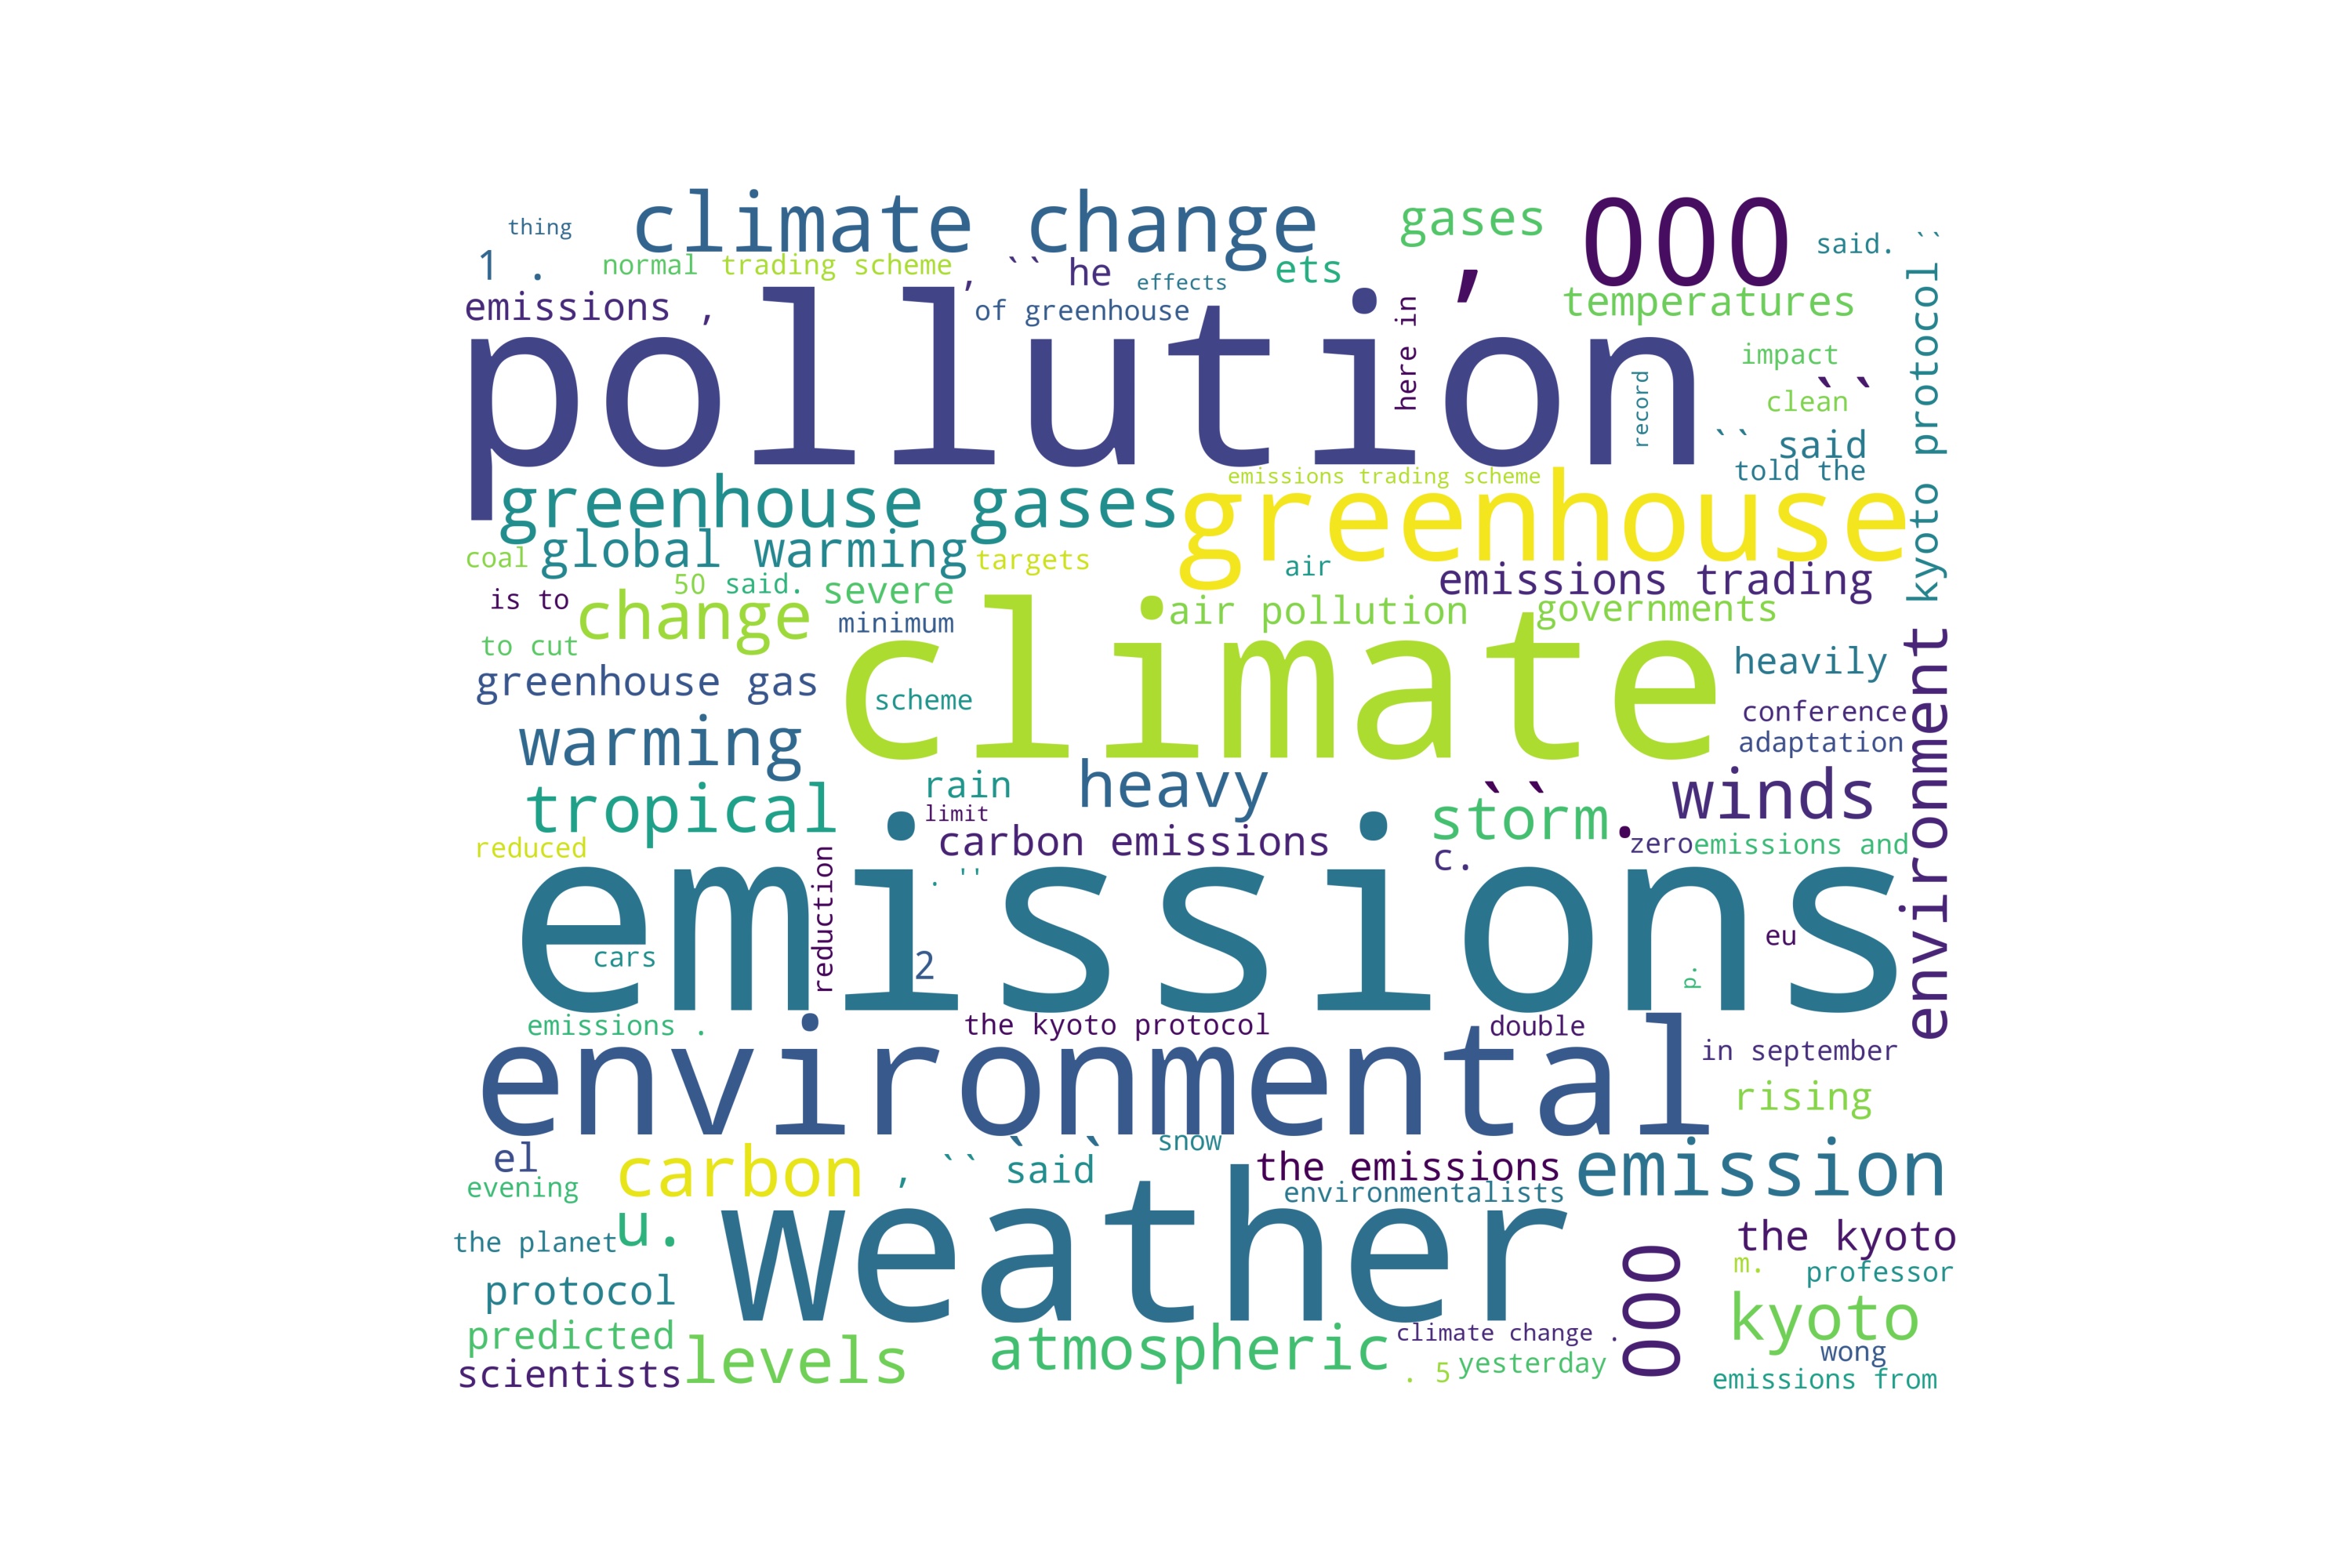 thing
climate change
gases
, 000
said. ``
1 .
normal
trading scheme
, `` he
effects
ets
emissions ,
of greenhouse
here in
temperatures
kyoto protocol
pollution
record
impact
clean
``
`` said
told the
greenhouse gases
emissions trading scheme
greenhouse
coal
global warming
targets
air
emissions trading
is to
50
said.
severe
change
minimum
air pollution
governments
to cut
climate
heavily
greenhouse gas
scheme
conference
environment
warming
adaptation
tropical
rain
heavy
limit
storm
`` .
winds
reduced
carbon emissions
c.
zero
emissions and
reduction
. ''
emissions
cars
2
eu
p.
emissions .
the kyoto protocol
double
in september
environmental
rising
el
carbon
, `` said
``
snow
the emissions
emission
evening
environmentalists
the planet
u.
weather
000
the kyoto
m.
professor
protocol
kyoto
predicted
levels
atmospheric
climate change .
wong
scientists
. 5
yesterday
emissions from